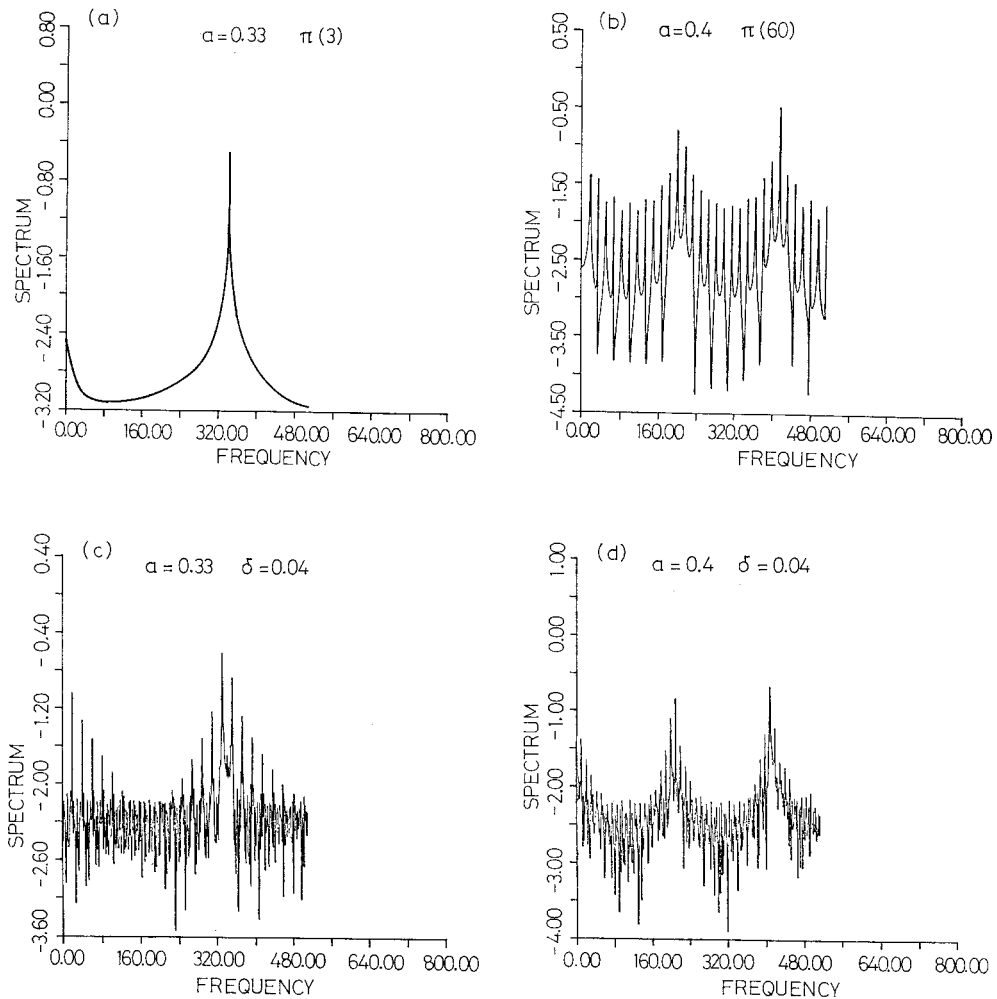 (a)
a=0.33 π(3)
0.80
0.00
-0.80
-1.60
-2.40
-3.20
SPECTRUM
0.00 160.00 320.00 480.00 640.00 800.00
FREQUENCY
(b)
a=0.4 π(60)
0.50
-0.50
-1.50
-2.50
-3.50
-4.50
SPECTRUM
0.00 160.00 320.00 480.00 640.00 800.00
FREQUENCY
(c)
a=0.33 δ=0.04
0.40
-0.40
-1.20
-2.00
-2.60
-3.60
SPECTRUM
0.00 160.00 320.00 480.00 640.00 800.00
FREQUENCY
(d)
a=0.4 δ=0.04
1.00
0.00
-1.00
-2.00
-3.00
-4.00
SPECTRUM
0.00 160.00 320.00 480.00 640.00 800.00
FREQUENCY